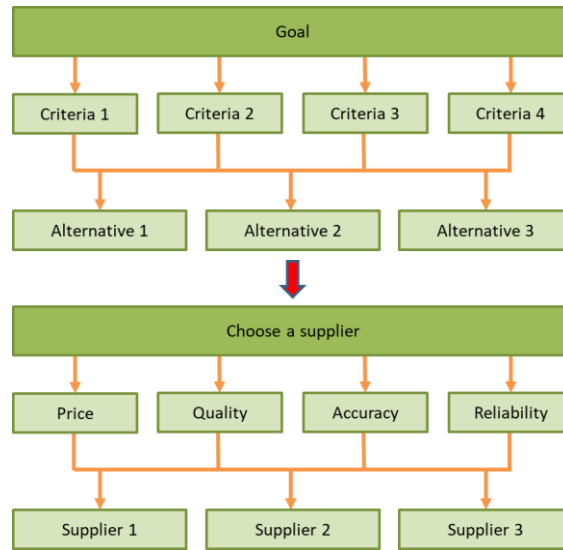 Goal
Criteria 1
Criteria 2
Criteria 3
Criteria 4
Alternative 1
Alternative 2
Alternative 3
Choose a supplier
Price
Quality
Accuracy
Reliability
Supplier 1
Supplier 2
Supplier 3